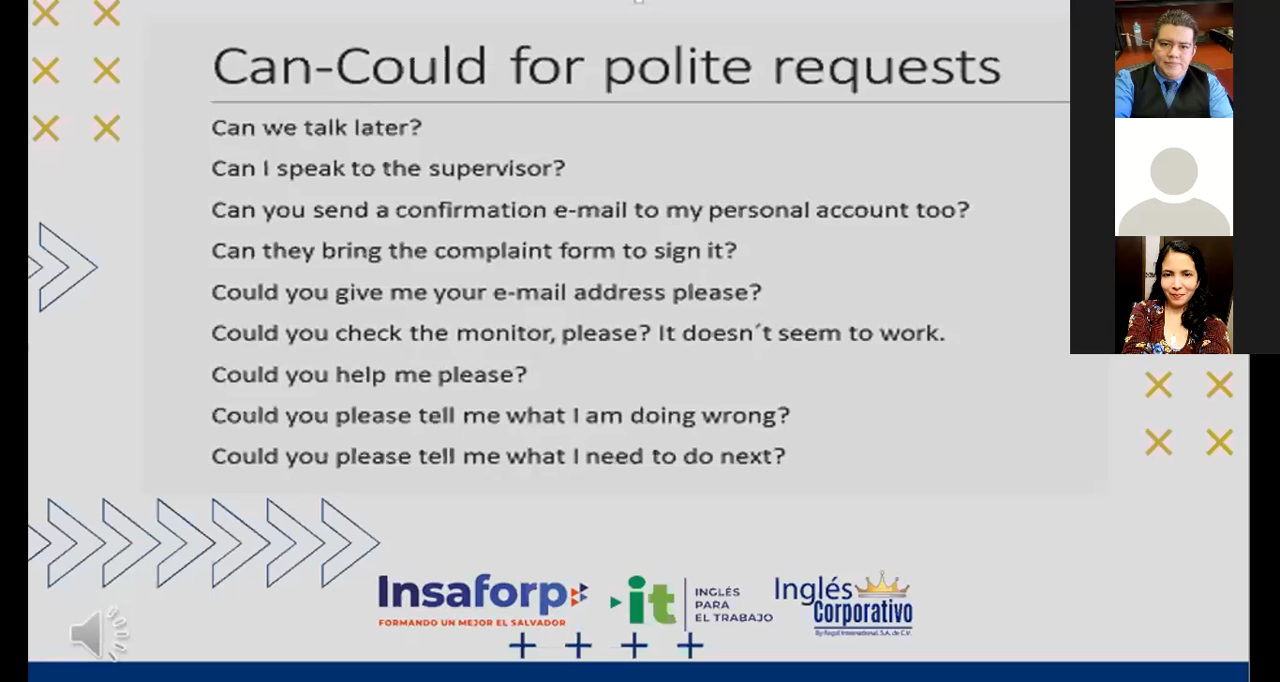 Can-Could for polite requests
Can we talk later?
Can I speak to the supervisor?
Can you send a confirmation e-mail to my personal account too?
Can they bring the complaint form to sign it?
Could you give me your e-mail address please?
Could you check the monitor, please? It doesn´t seem to work.
Could you help me please?
Could you please tell me what I am doing wrong?
Could you please tell me what I need to do next?
Insaforp
FORMANDO UN MEJOR EL SALVADOR
it
INGLÉS
PARA
EL TRABAJO
Inglés
Corporativo
By Regal International, S.A. de C.V.